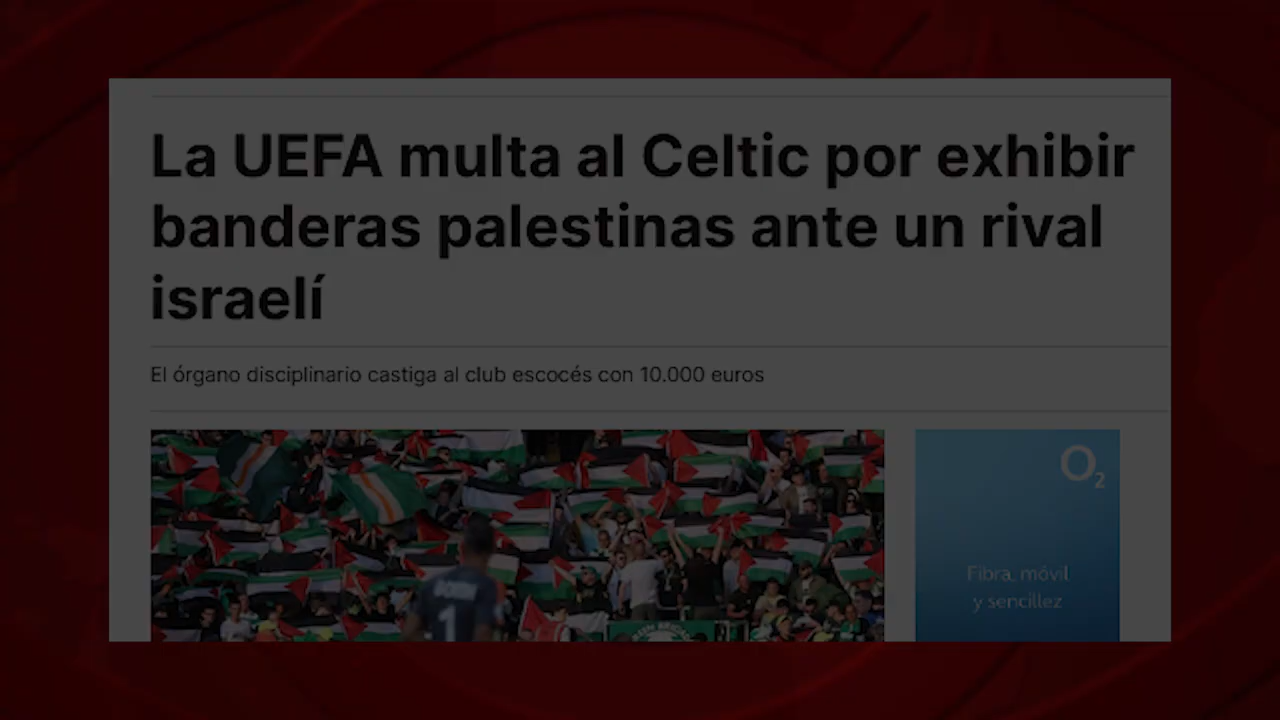 La UEFA multa al Celtic por exhibir
banderas palestinas ante un rival
israelí
El órgano disciplinario castiga al club escocés con 10.000 euros
O2
Fibra, móvil
y sencillez
1